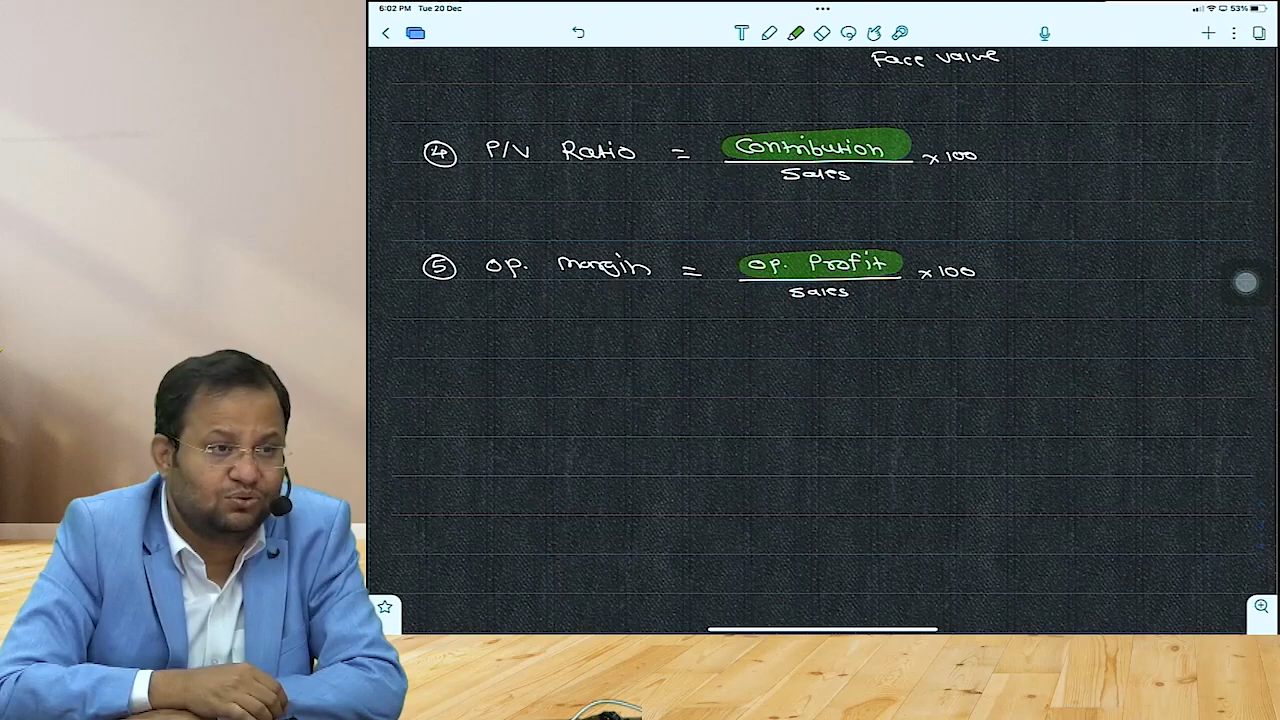 6:02 PM Tue 20 Dec
53%
Face value
④ P/V Ratio = Contribution / Sales × 100
⑤ op. margin = op. Profit / Sales × 100